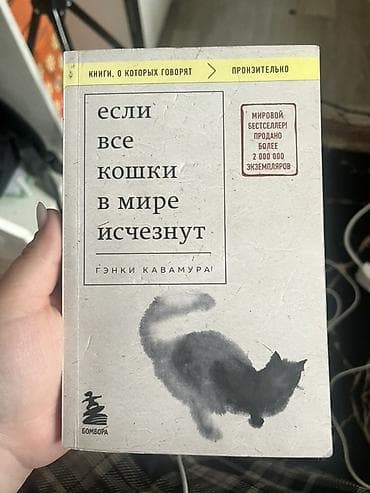 КНИГИ, О КОТОРЫХ ГОВОРЯТ > ПРОНЗИТЕЛЬНО
если
все
кошки
в мире
исчезнут
ГЭНКИ КАВАМУРА
МИРОВОЙ
БЕСТСЕЛЛЕР!
ПРОДАНО
БОЛЕЕ
2 000 000
ЭКЗЕМПЛЯРОВ
БОМБОРА